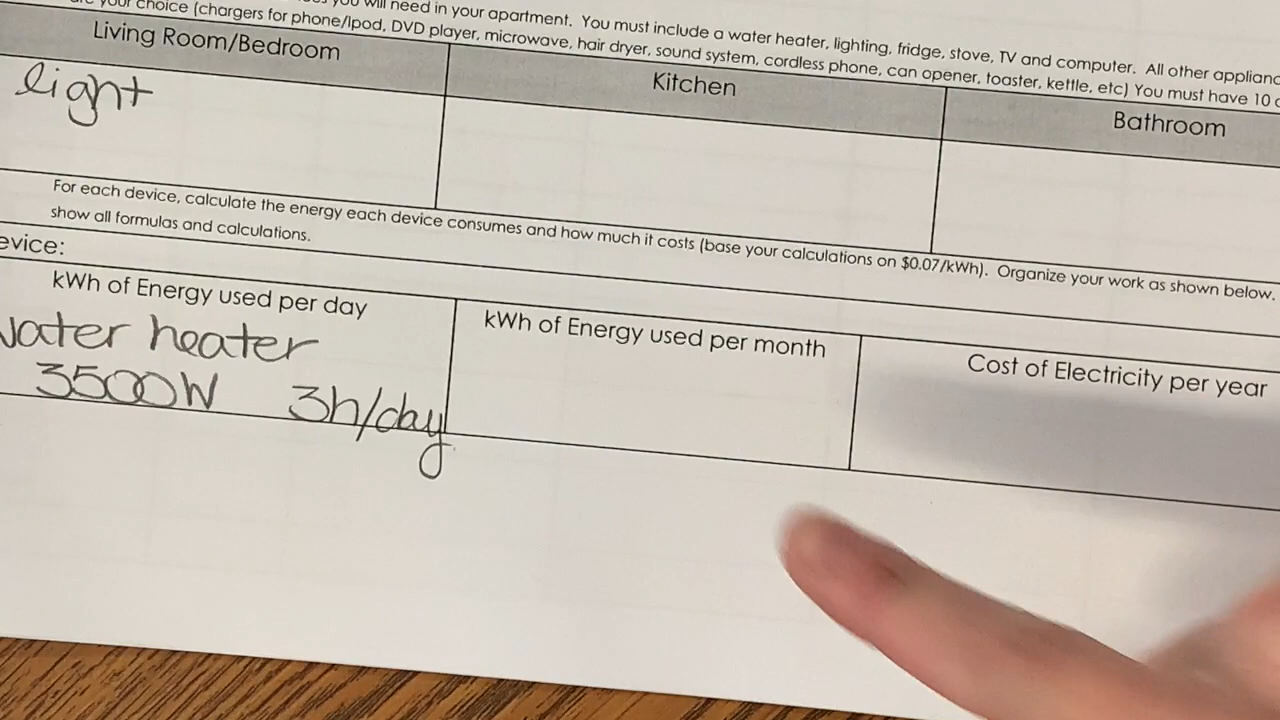 your choice (chargers for phone/Ipod, DVD player, microwave, hair dryer, sound system, cordless phone, can opener, toaster, kettle, etc) You must have 10
you will need in your apartment. You must include a water heater, lighting, fridge, stove, TV and computer. All other
Living Room/Bedroom
Kitchen
Bathroom
light
For each device, calculate the energy each device consumes and how much it costs (base your calculations on $0.07/kWh). Organize your work as shown below.
show all formulas and calculations.
evice:
kWh of Energy used per day
kWh of Energy used per month
Cost of Electricity per year
water heater
3500W 3h/day